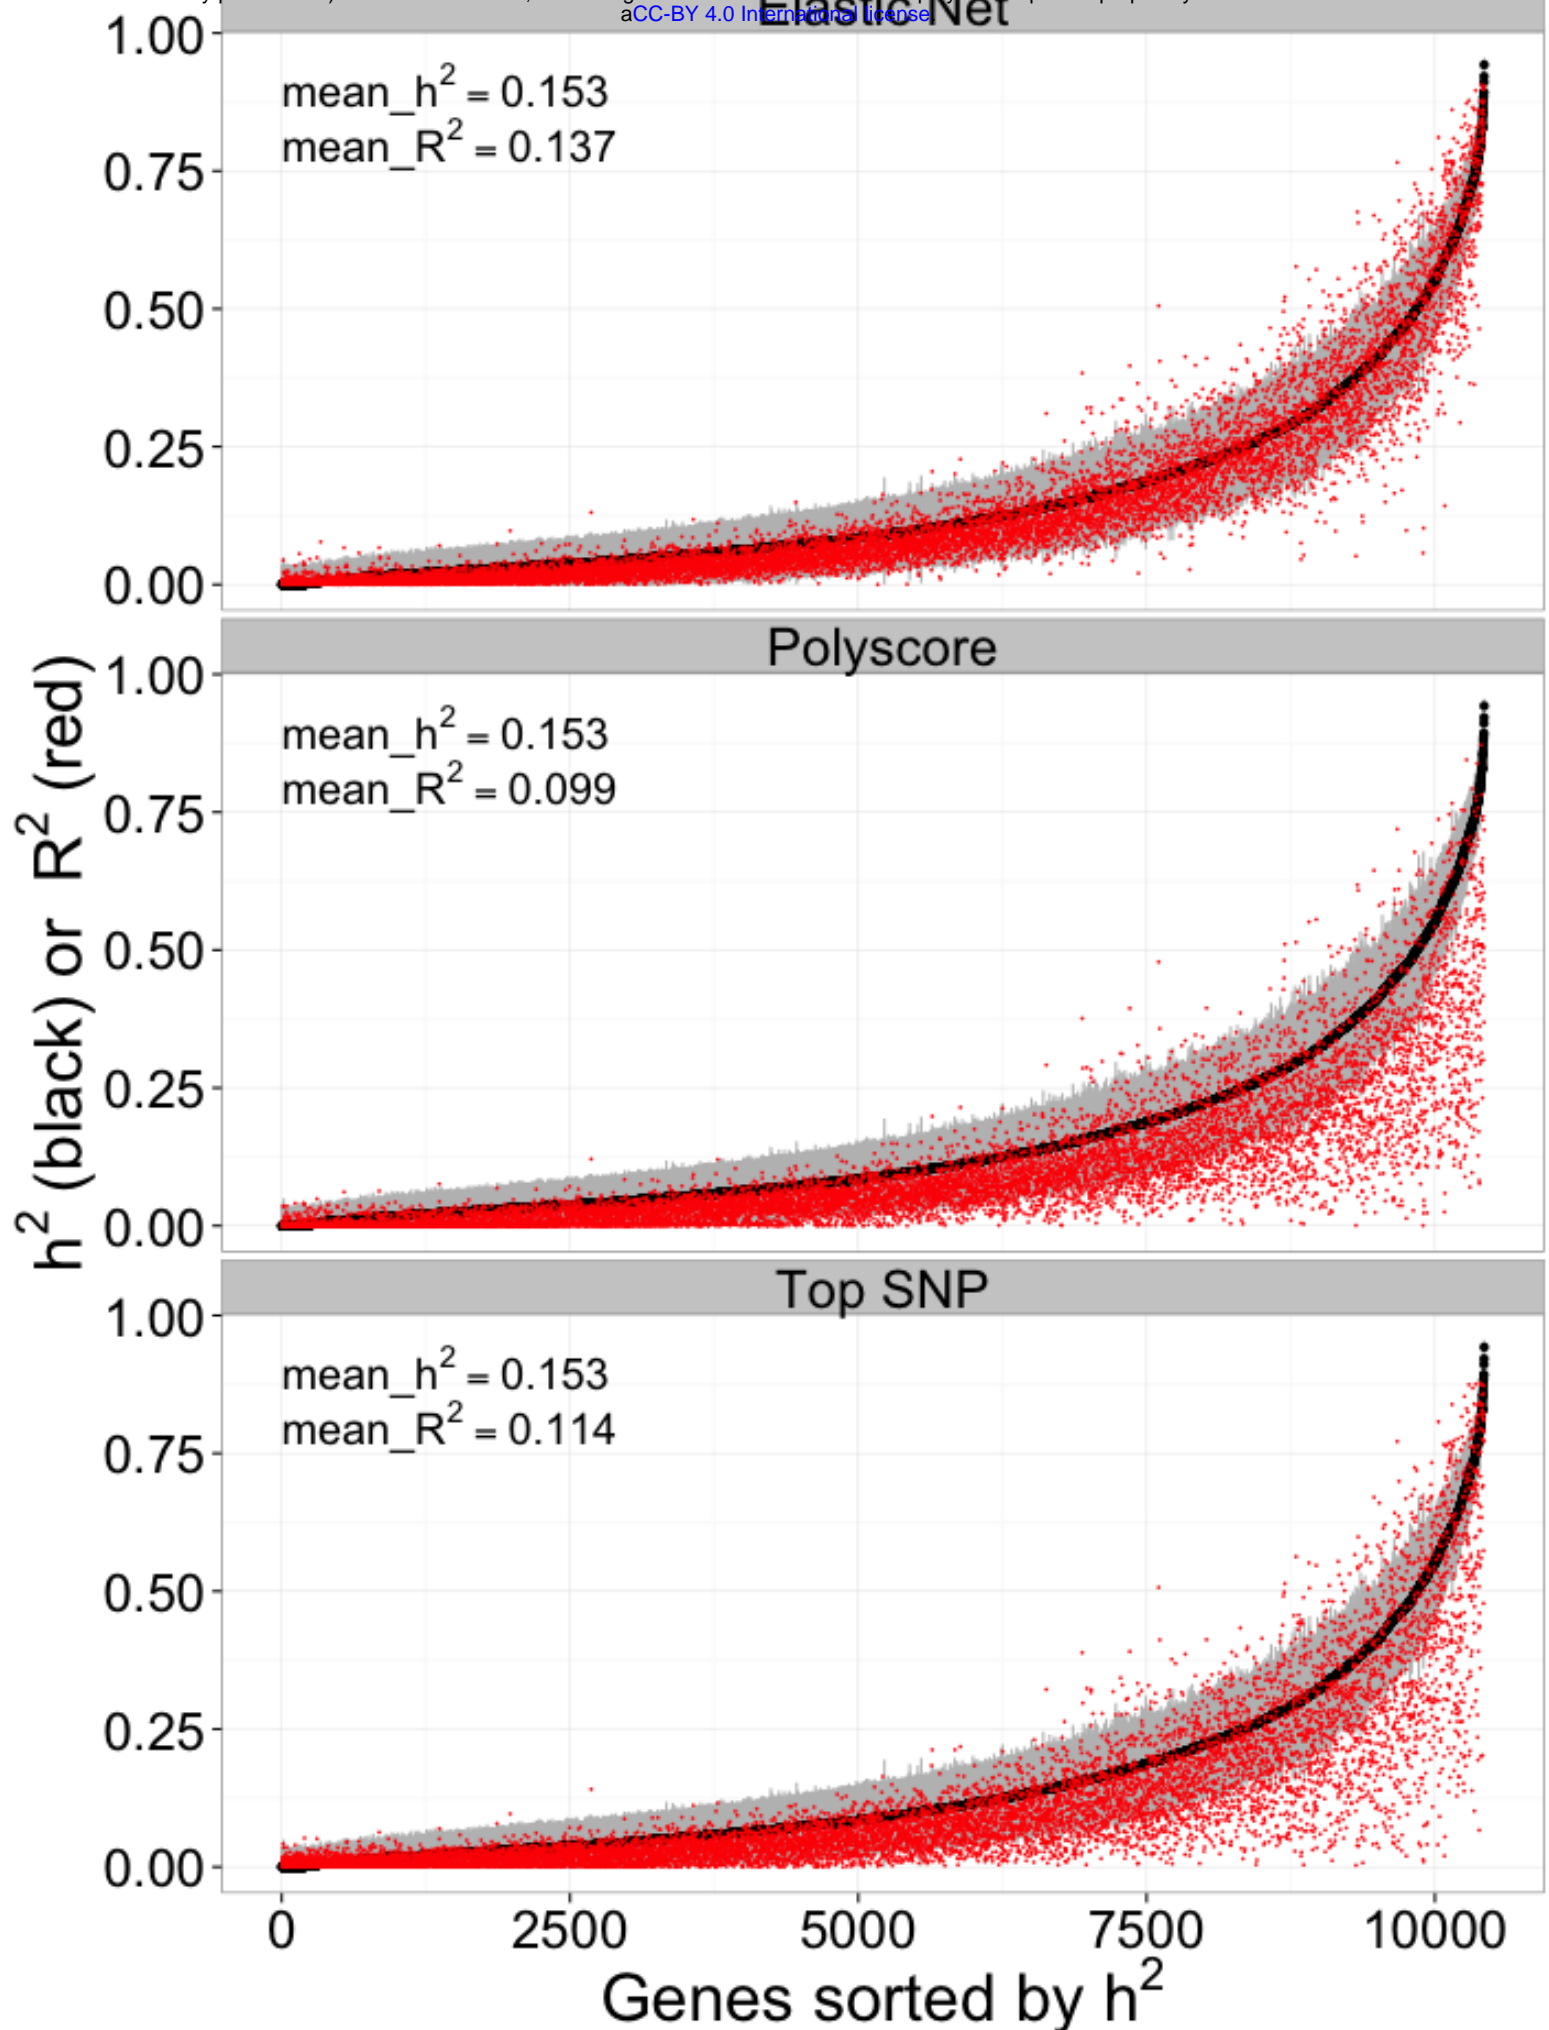 aCC-BY 4.0 International license.
Elastic Net
1.00
mean_h² = 0.153
mean_R² = 0.137
0.75
0.50
0.25
0.00
Polyscore
1.00
mean_h² = 0.153
mean_R² = 0.099
0.75
0.50
0.25
0.00
h² (black) or R² (red)
Top SNP
1.00
mean_h² = 0.153
mean_R² = 0.114
0.75
0.50
0.25
0.00
0 2500 5000 7500 10000
Genes sorted by h²